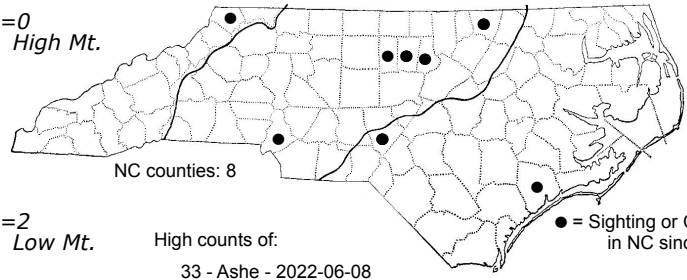 =0
High Mt.
NC counties: 8
=2
Low Mt.
High counts of:
33 - Ashe - 2022-06-08
● = Sighting or
in NC